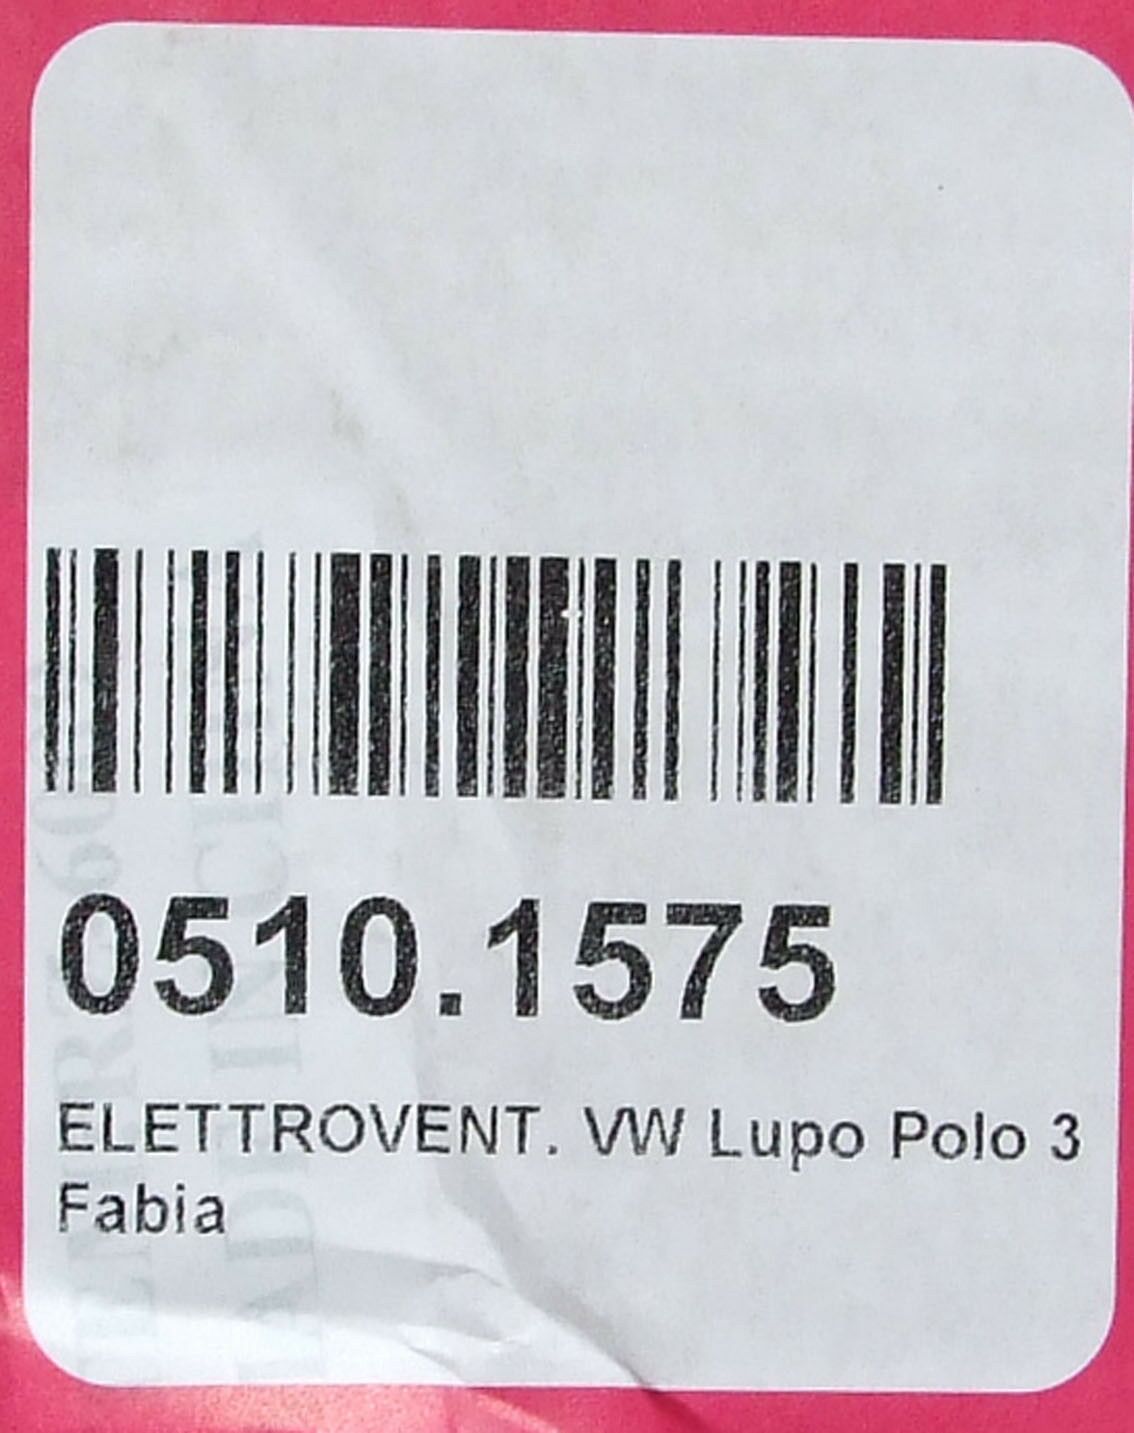 0510.1575
ELETTROVENT. VW Lupo Polo 3
Fabia